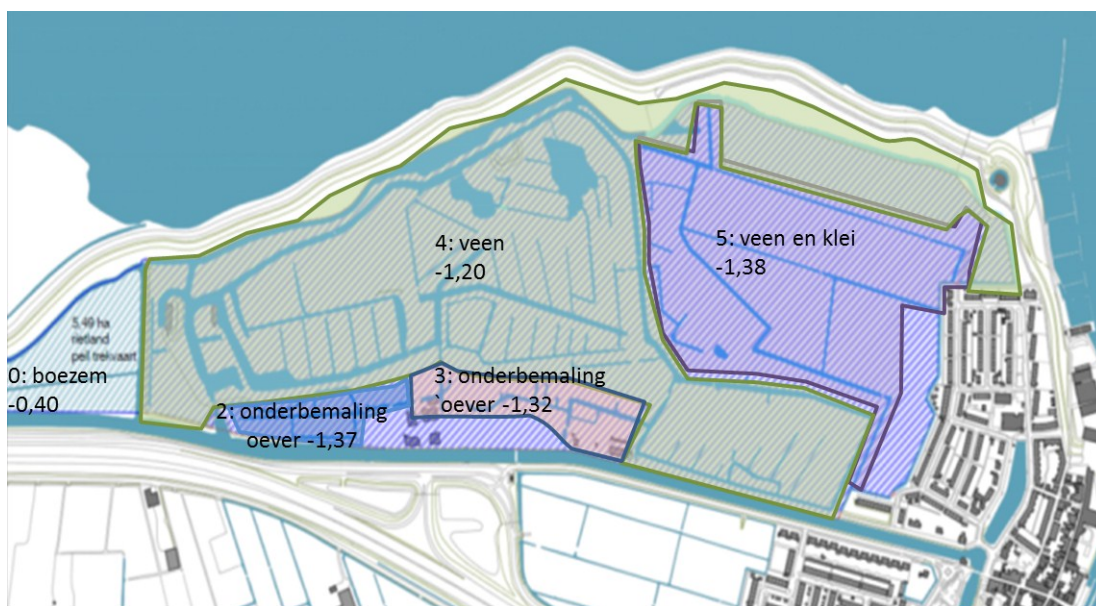 4: veen
-1,20
5: veen en klei
-1,38
5.49 ha
rietland
peil trekvaart
0: boezem
-0,40
3: onderbemaling
`oever -1,32
2: onderbemaling
oever -1,37